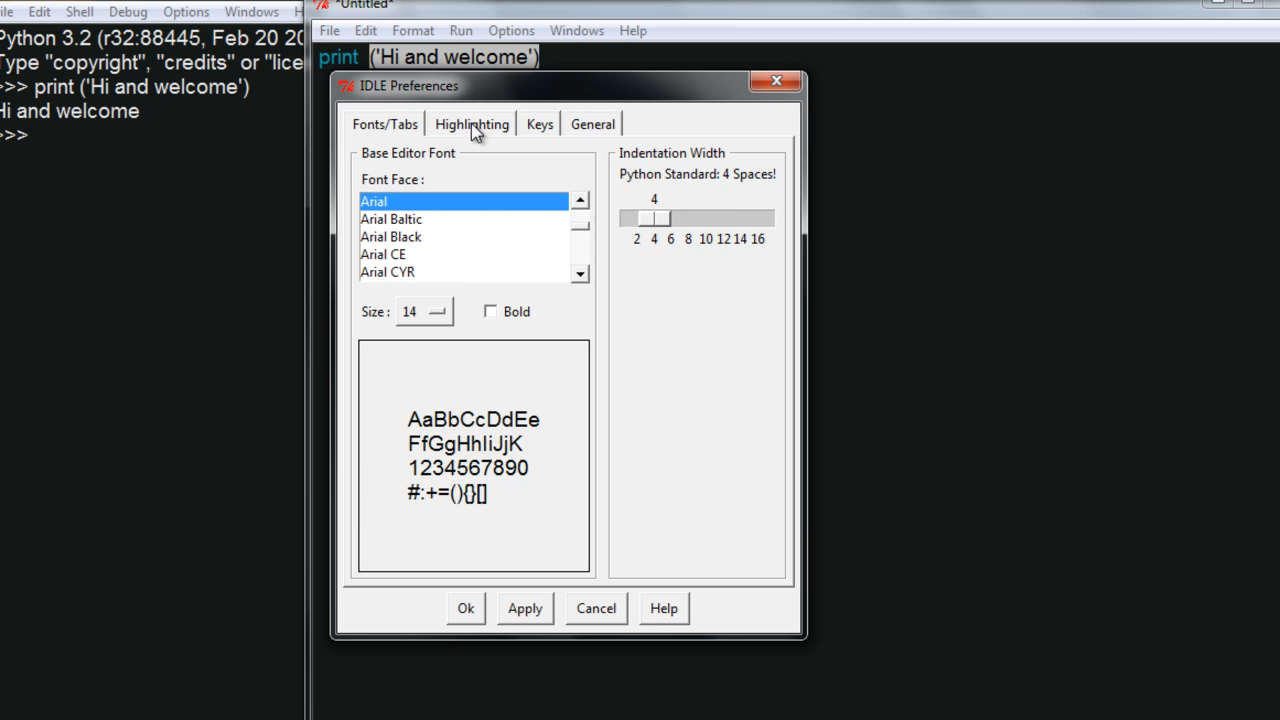 ile Edit Shell Debug Options Windows H
Python 3.2 (r32:88445, Feb 20 20
Type "copyright", "credits" or "lice
>>> print ('Hi and welcome')
Hi and welcome
>>>
*Untitled*
File Edit Format Run Options Windows Help
print ('Hi and welcome')
IDLE Preferences
Fonts/Tabs Highlighting Keys General
Base Editor Font
Font Face :
Arial
Arial Baltic
Arial Black
Arial CE
Arial CYR
Size : 14 Bold
AaBbCcDdEe
FfGgHhIiJjK
1234567890
#:+=(){}[]
Indentation Width
Python Standard: 4 Spaces!
4
2 4 6 8 10 12 14 16
Ok Apply Cancel Help